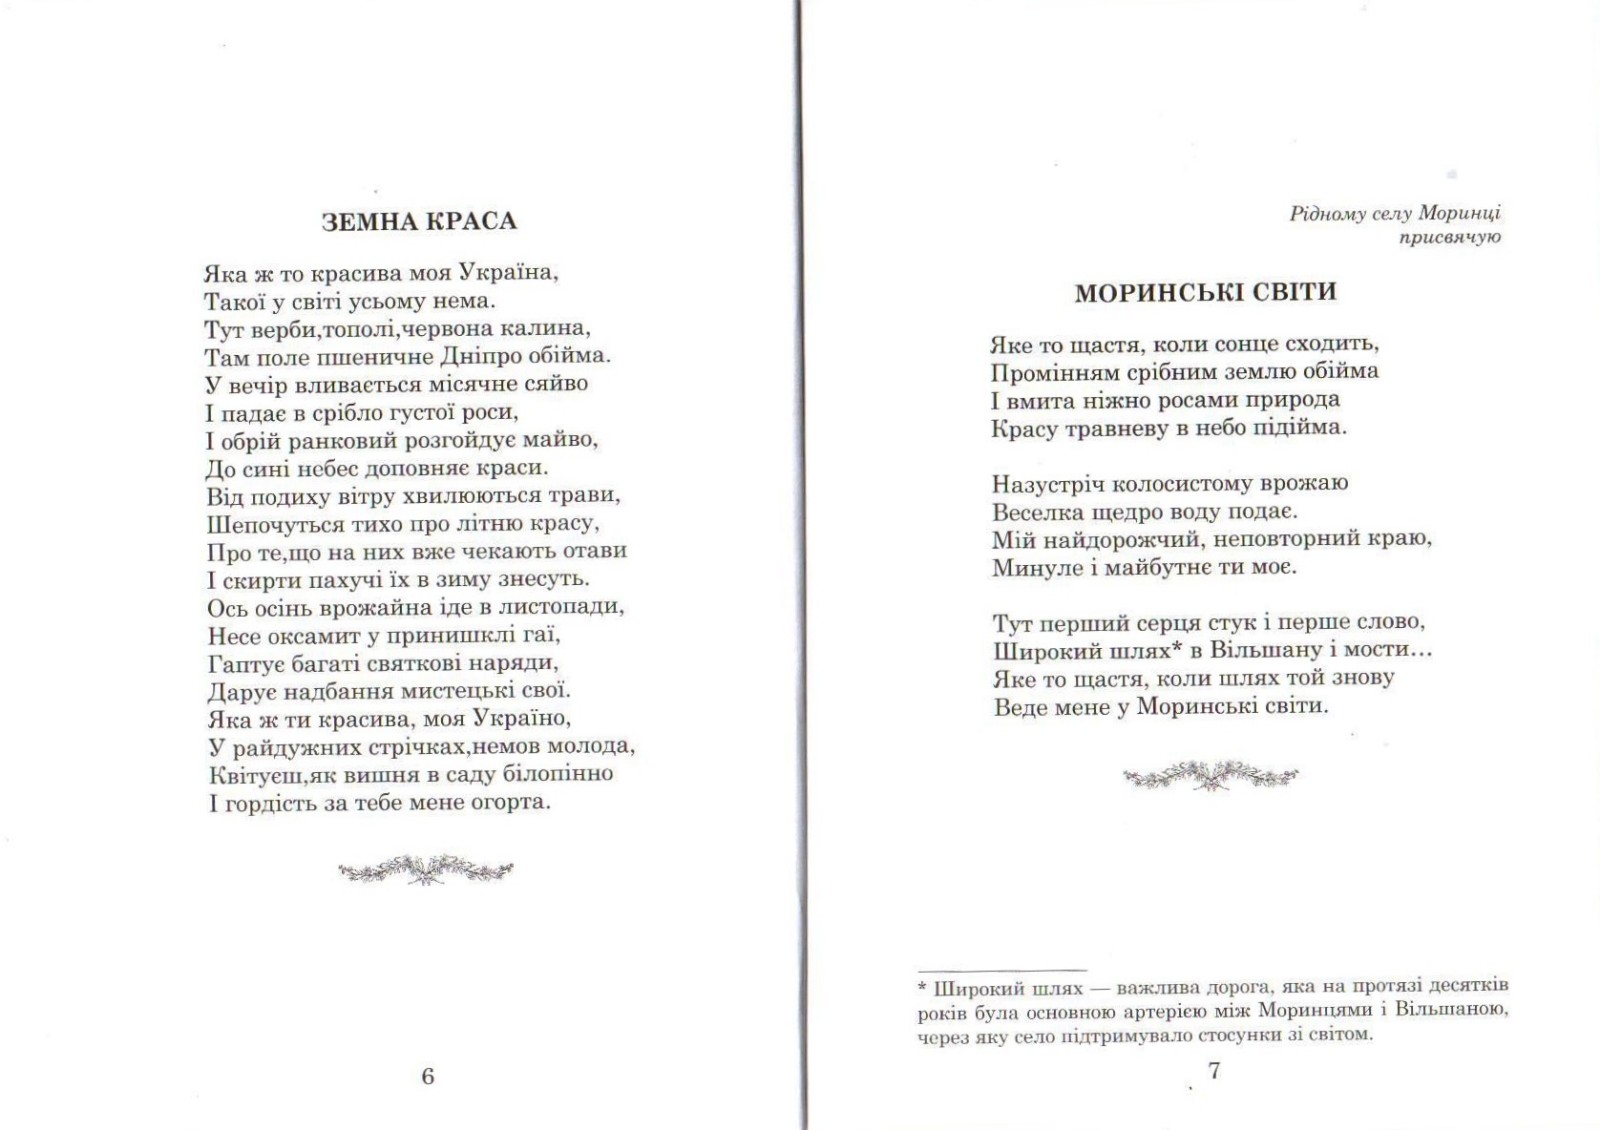 ЗЕМНА КРАСА
Яка ж то красива моя Україна,
Такої у світі усьому нема.
Тут верби,тополі,червона калина,
Там поле пшеничне Дніпро обійма.
У вечір вливається місячне сяйво
І падає в срібло густої роси,
І обрій ранковий розгойдує майво,
До сині небес доповняє краси.
Від подиху вітру хвилюються трави,
Шепочуться тихо про літню красу,
Про те,що на них вже чекають отави
І скирти пахучі їх в зиму знесуть.
Ось осінь врожайна іде в листопади,
Несе оксамит у принишклі гаї,
Гаптує багаті святкові наряди,
Дарує надбання мистецькі свої.
Яка ж ти красива, моя Україно,
У райдужних стрічках,немов молода,
Квітуєш,як вишня в саду білопінно
І гордість за тебе мене огорта.
6
Рідному селу Моринці
присвячую
МОРИНСЬКІ СВІТИ
Яке то щастя, коли сонце сходить,
Промінням срібним землю обійма
І вмита ніжно росами природа
Красу травневу в небо підійма.
Назустріч колосистому врожаю
Веселка щедро воду подає.
Мій найдорожчий, неповторний краю,
Минуле і майбутнє ти моє.
Тут перший серця стук і перше слово,
Широкий шлях* в Вільшану і мости...
Яке то щастя, коли шлях той знову
Веде мене у Моринські світи.
* Широкий шлях — важлива дорога, яка на протязі десятків
років була основною артерією між Моринцями і Вільшаною,
через яку село підтримувало стосунки зі світом.
7